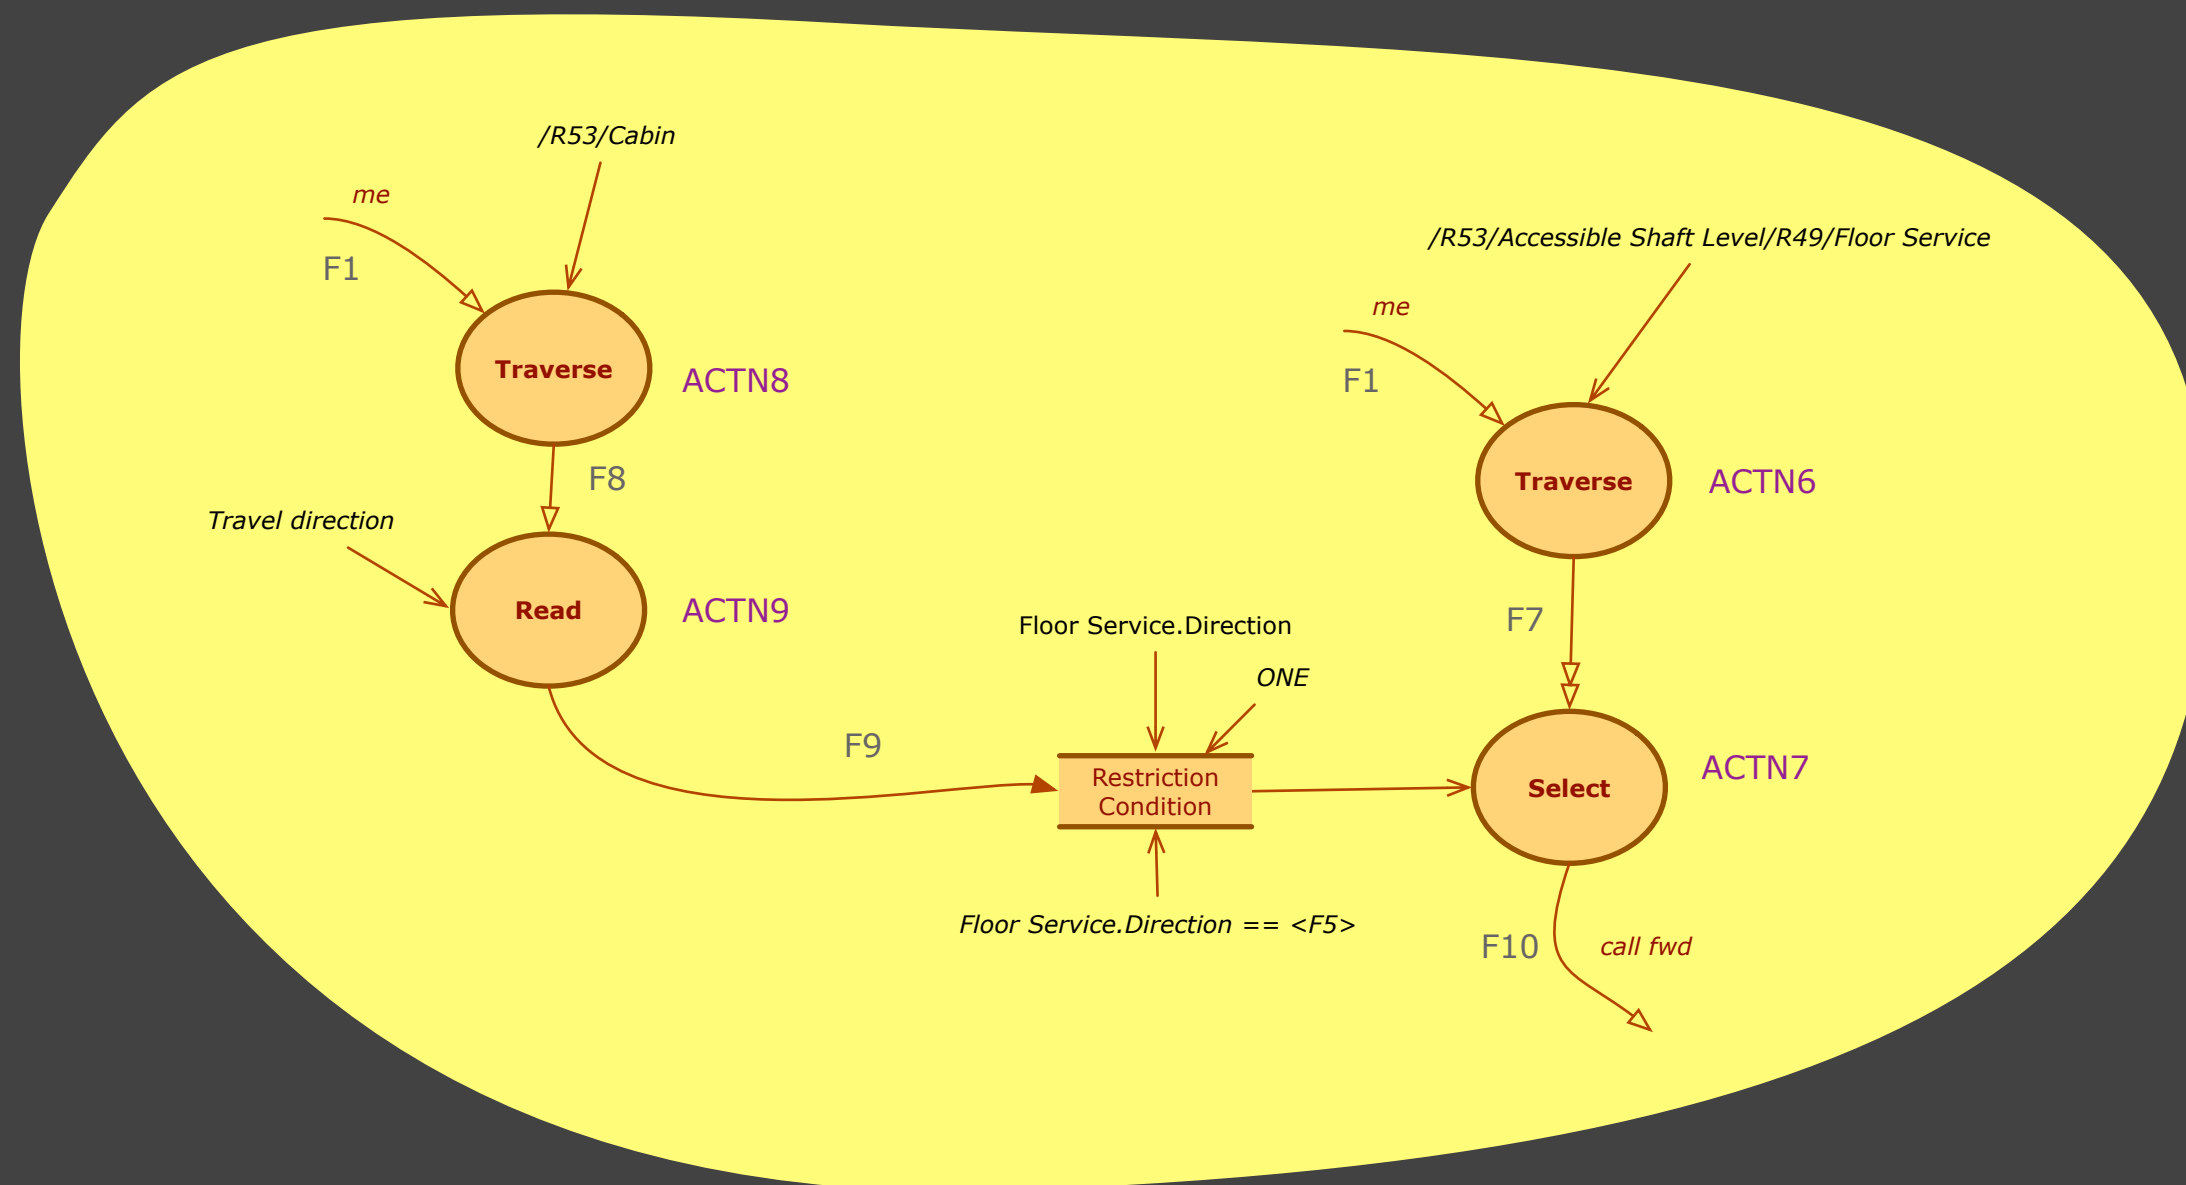 /R53/Cabin
me
F1
/R53/Accessible Shaft Level/R49/Floor Service
me
F1
Traverse
ACTN8
Traverse
ACTN6
F8
Travel direction
Read
ACTN9
Floor Service.Direction
F7
ONE
F9
Restriction
Condition
Select
ACTN7
Floor Service.Direction == <F5>
F10
call fwd